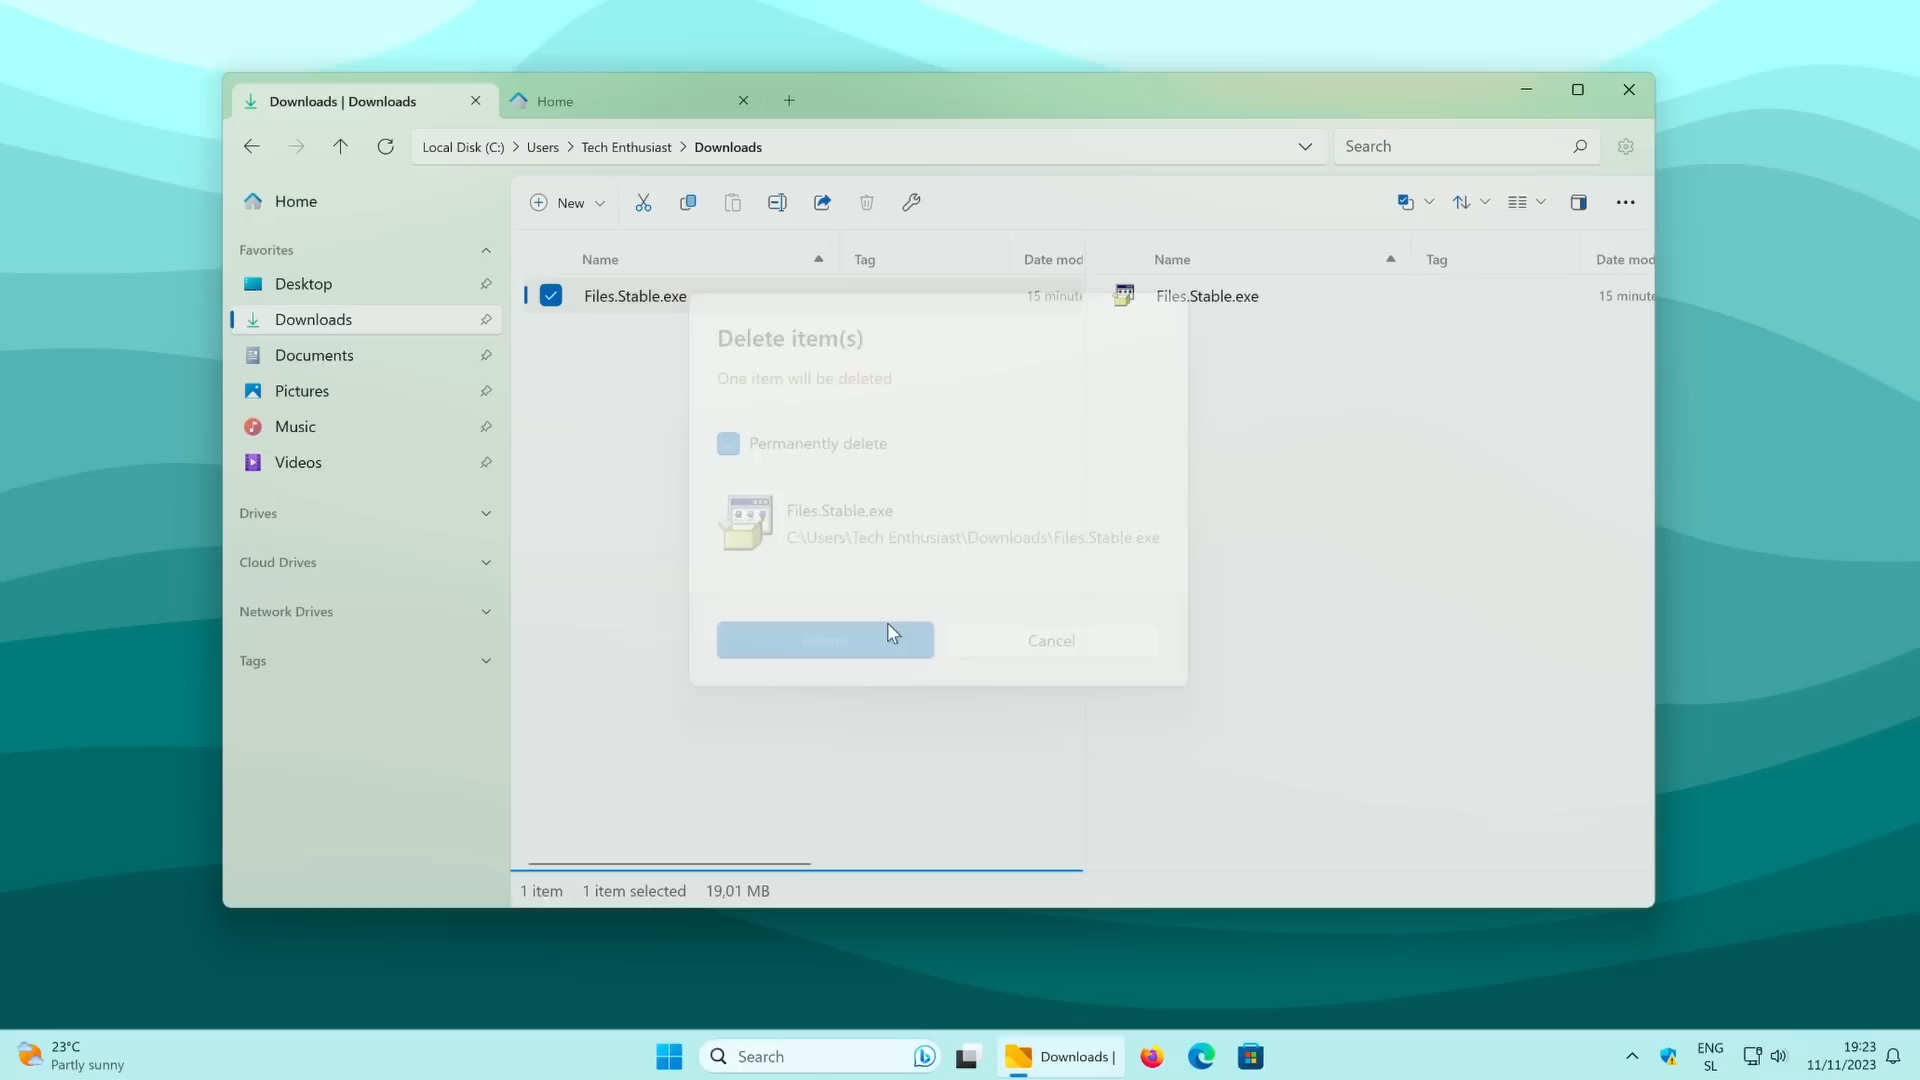 Downloads | Downloads
Home
Local Disk (C:) > Users > Tech Enthusiast > Downloads
Search
Home
New
Favorites
Name
Tag
Date mod
Name
Tag
Date mod
Desktop
Files.Stable.exe
15 minute
Files.Stable.exe
15 minute
Downloads
Delete item(s)
Documents
One item will be deleted
Pictures
Music
Permanently delete
Videos
Drives
Files.Stable.exe
C:\Users\Tech Enthusiast\Downloads\Files.Stable.exe
Cloud Drives
Network Drives
Cancel
Tags
1 item
1 item selected
19,01 MB
23°C
Partly sunny
Search
Downloads |
ENG
SL
19:23
11/11/2023